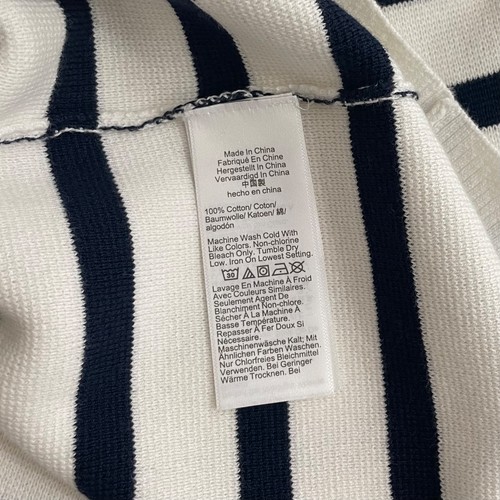 Made In China
Fabriqué En Chine
Hergestellt In China
Vervaardigd In China
中国製
hecho en china
100% Cotton/ Coton/
Baumwolle/ Katoen/ 綿/
algodón
Machine Wash Cold With
Like Colors. Non-chlorine
Bleach Only. Tumble Dry
Low. Iron On Lowest Setting.
30
Lavage En Machine À Froid
Avec Couleurs Similaires.
Seulement Agent De
Blanchiment Non-chlore.
Sécher À La Machine À
Basse Température.
Repasser À Fer Doux Si
Nécessaire.
Maschinenwäsche Kalt; Mit
Ähnlichen Farben Waschen.
Nur Chlorfreies Bleichmittel
Verwenden. Bei Geringer
Wärme Trocknen. Bei